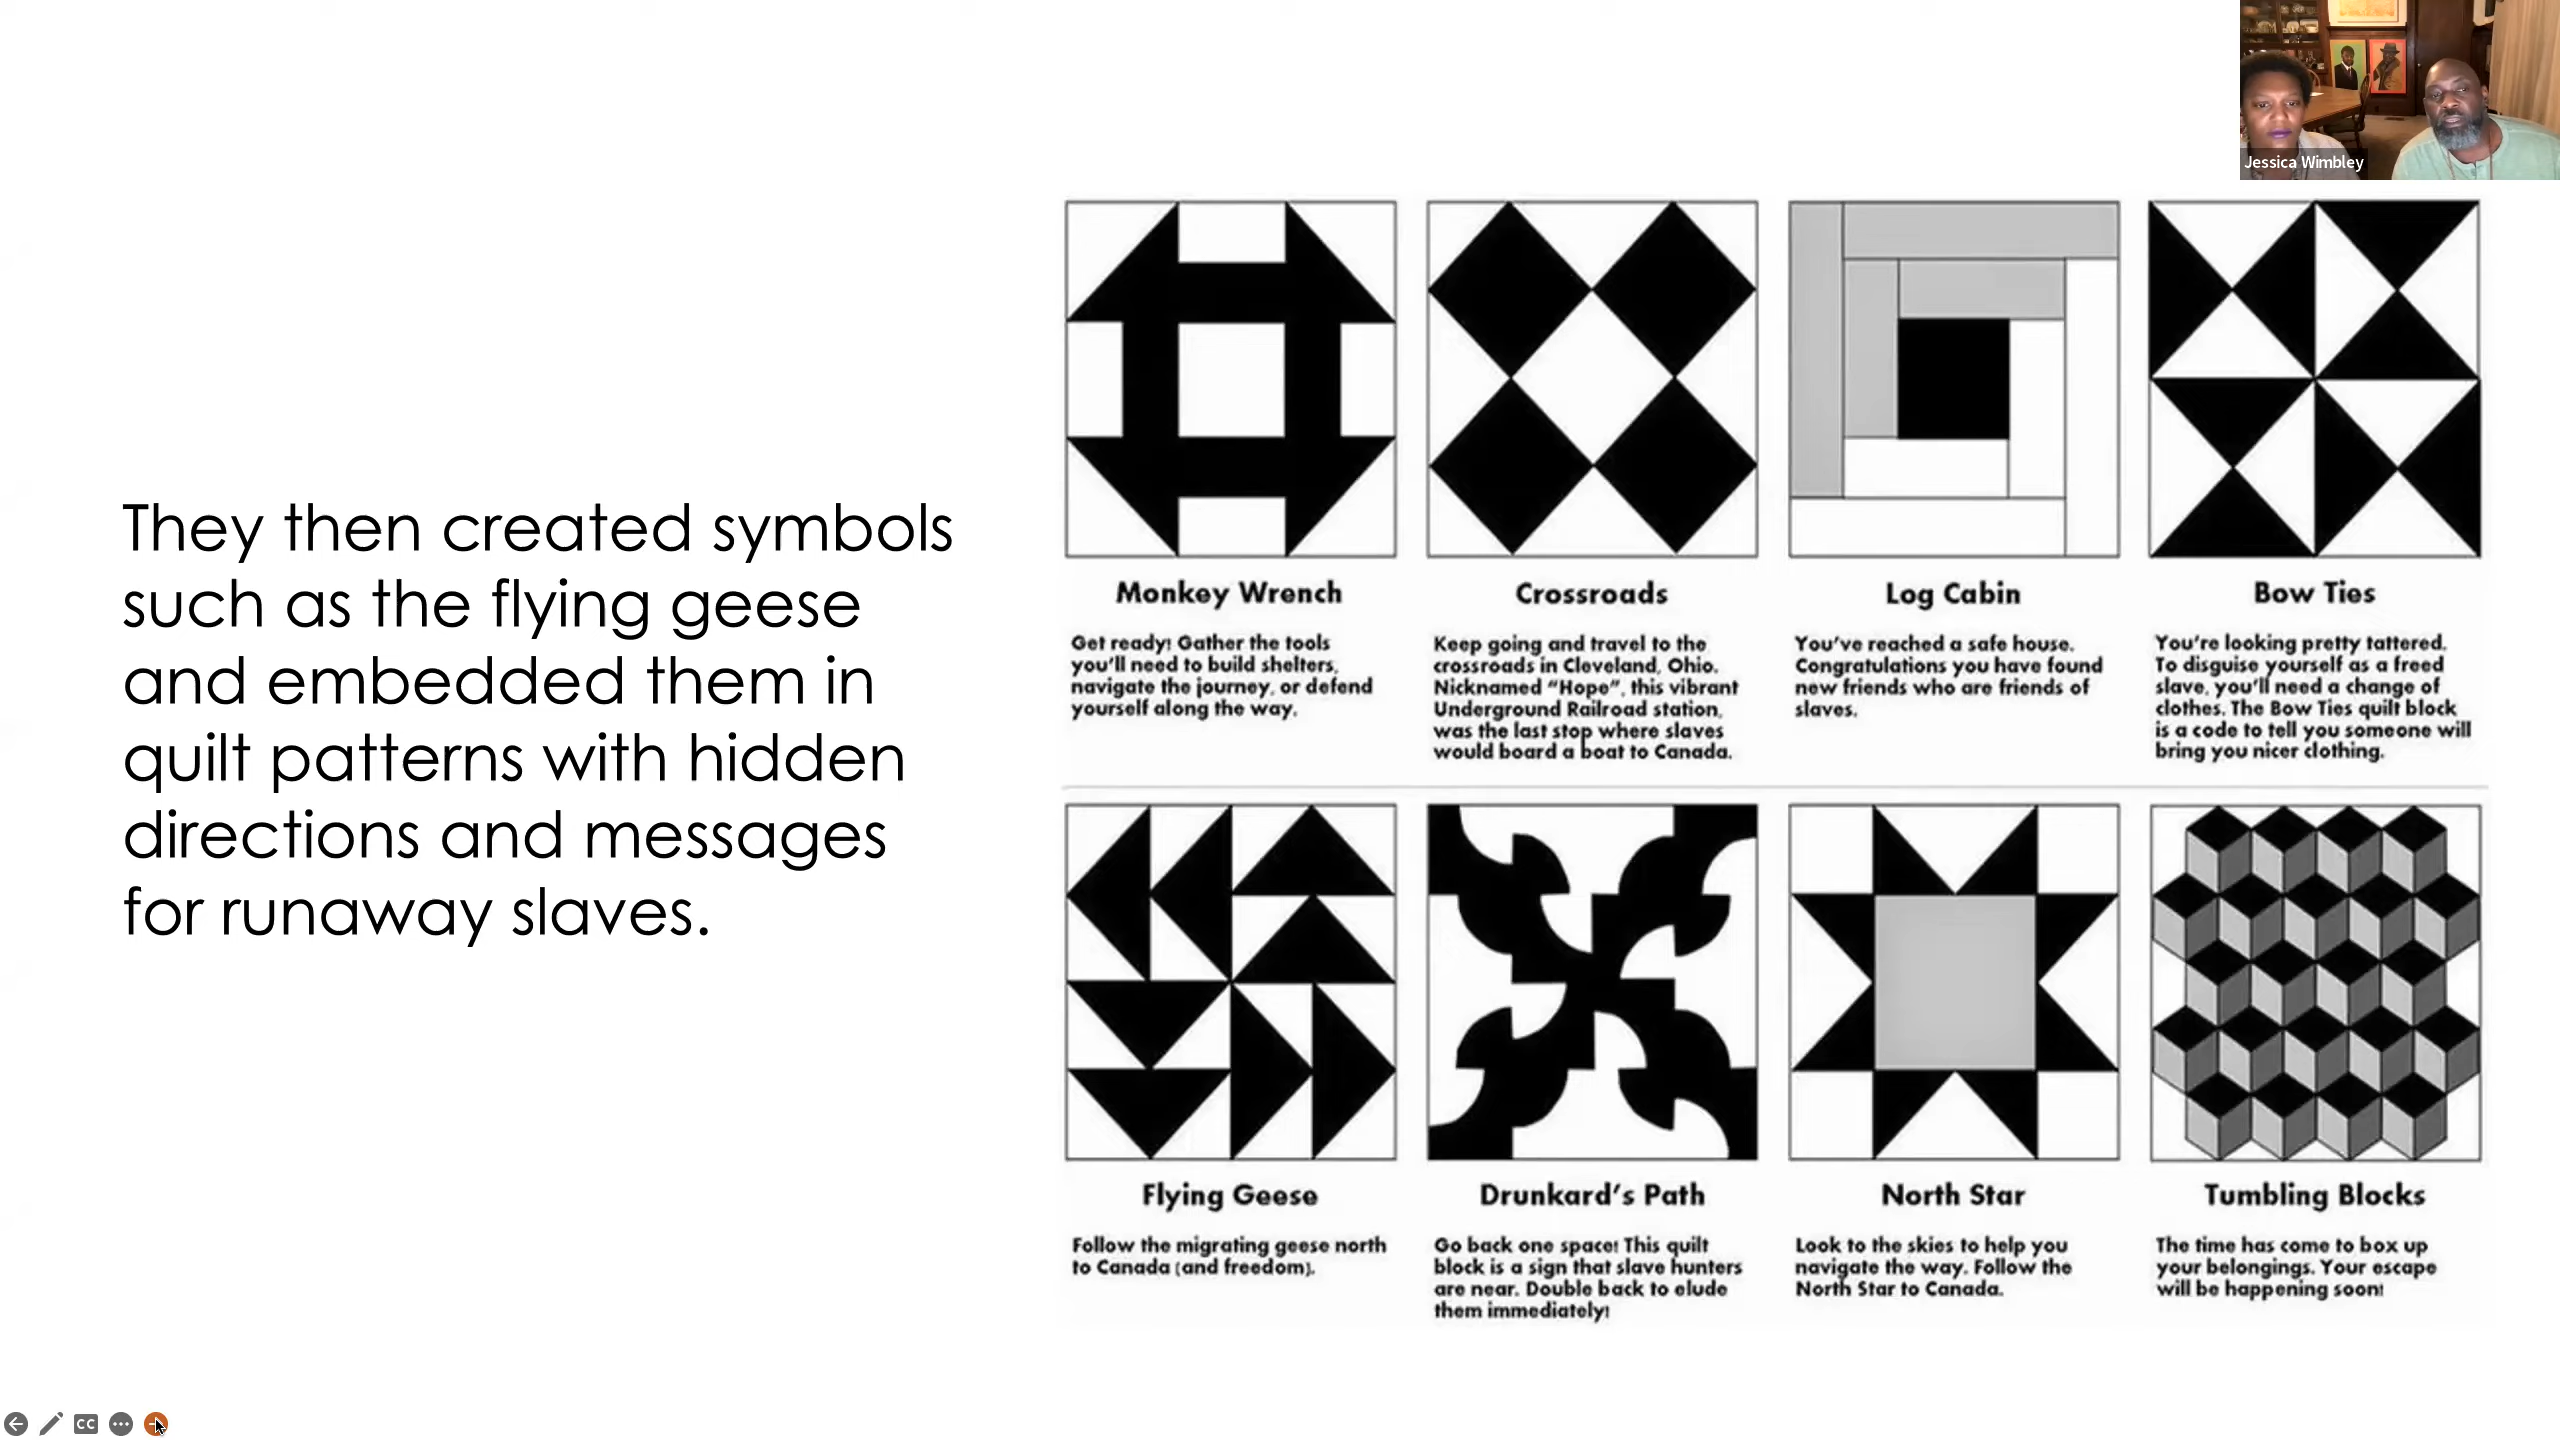 Jessica Wimbley
They then created symbols
such as the flying geese
and embedded them in
quilt patterns with hidden
directions and messages
for runaway slaves.
Monkey Wrench
Get ready! Gather the tools
you'll need to build shelters,
navigate the journey, or defend
yourself along the way.
Crossroads
Keep going and travel to the
crossroads in Cleveland, Ohio.
Nicknamed "Hope", this vibrant
Underground Railroad station,
was the last stop where slaves
would board a boat to Canada.
Log Cabin
You've reached a safe house.
Congratulations you have found
new friends who are friends of
slaves.
Bow Ties
You're looking pretty tattered.
To disguise yourself as a freed
slave, you'll need a change of
clothes. The Bow Ties quilt block
is a code to tell you someone will
bring you nicer clothing.
Flying Geese
Follow the migrating geese north
to Canada (and freedom).
Drunkard's Path
Go back one space! This quilt
block is a sign that slave hunters
are near. Double back to elude
them immediately!
North Star
Look to the skies to help you
navigate the way. Follow the
North Star to Canada.
Tumbling Blocks
The time has come to box up
your belongings. Your escape
will be happening soon!
CC